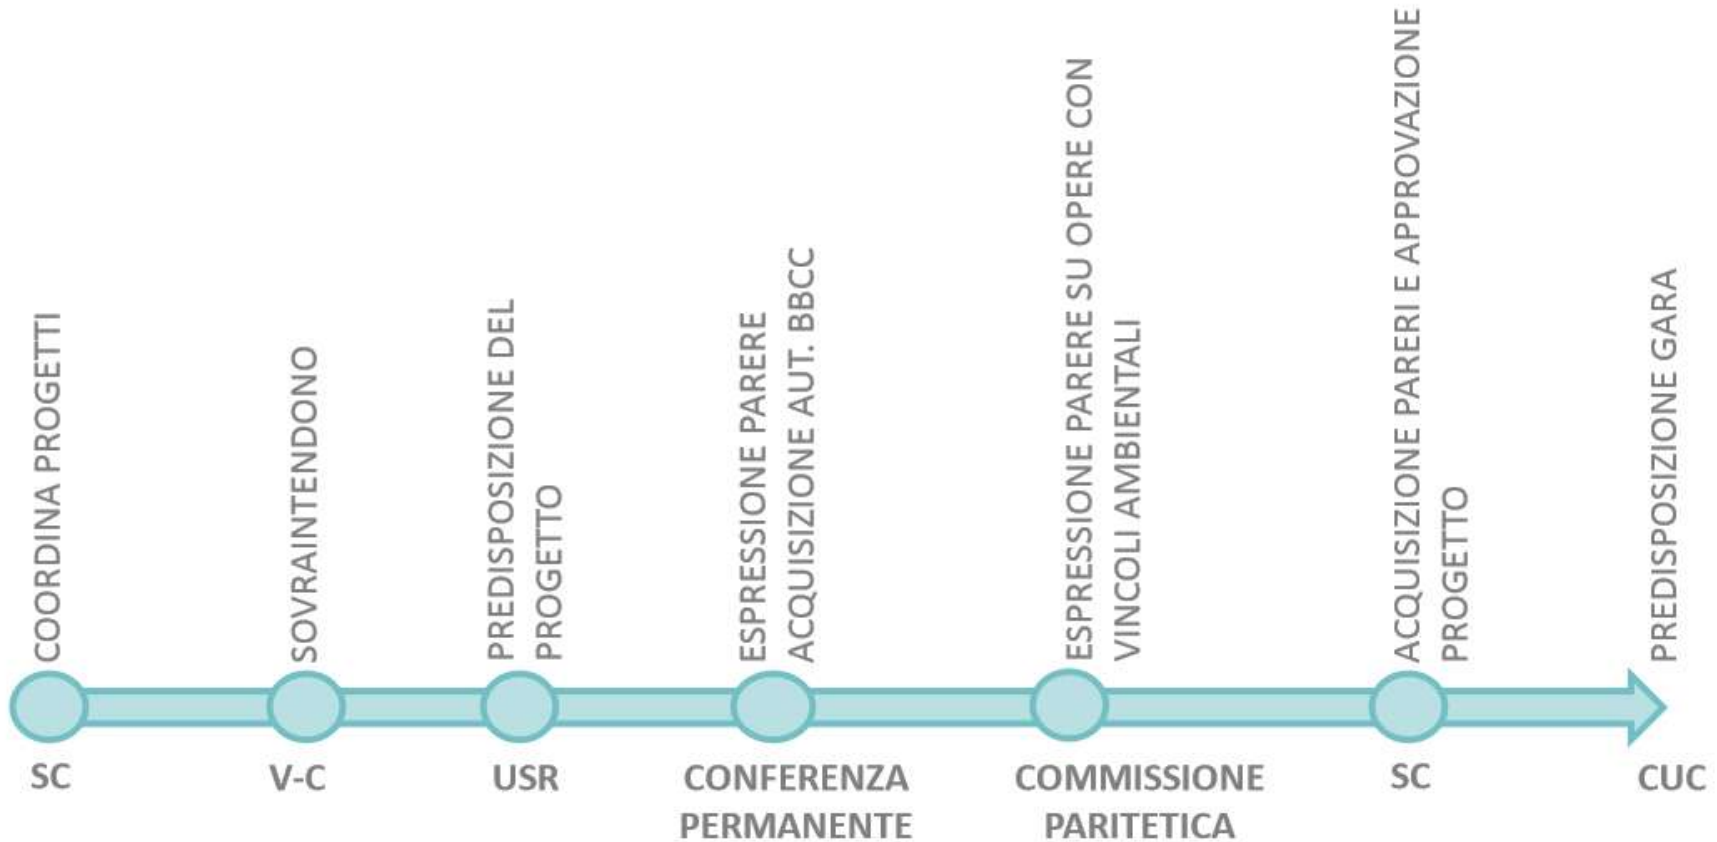 COORDINA PROGETTI
SOVRAINTENDONO
PREDISPOSIZIONE DEL
PROGETTO
ESPRESSIONE PARERE
ACQUISIZIONE AUT. BBCC
ESPRESSIONE PARERE SU OPERE CON
VINCOLI AMBIENTALI
ACQUISIZIONE PARERI E APPROVAZIONE
PROGETTO
PREDISPOSIZIONE GARA
SC
V-C
USR
CONFERENZA
PERMANENTE
COMMISSIONE
PARITETICA
SC
CUC